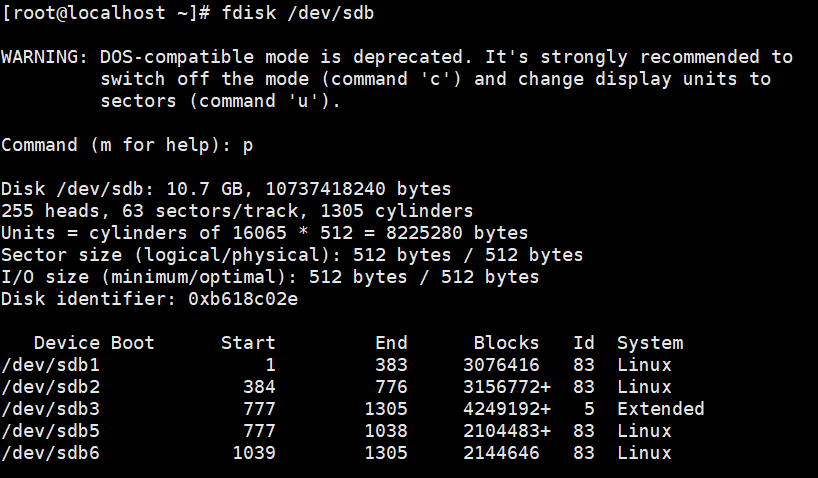 [root@localhost ~]# fdisk /dev/sdb
WARNING: DOS-compatible mode is deprecated. It's strongly recommended to
switch off the mode (command 'c') and change display units to
sectors (command 'u').
Command (m for help): p
Disk /dev/sdb: 10.7 GB, 10737418240 bytes
255 heads, 63 sectors/track, 1305 cylinders
Units = cylinders of 16065 * 512 = 8225280 bytes
Sector size (logical/physical): 512 bytes / 512 bytes
I/O size (minimum/optimal): 512 bytes / 512 bytes
Disk identifier: 0xb618c02e
Device Boot      Start         End      Blocks   Id  System
/dev/sdb1               1         383     3076416   83  Linux
/dev/sdb2             384         776     3156772+  83  Linux
/dev/sdb3             777        1305     4249192+   5  Extended
/dev/sdb5             777        1038     2104483+  83  Linux
/dev/sdb6            1039        1305     2144646   83  Linux